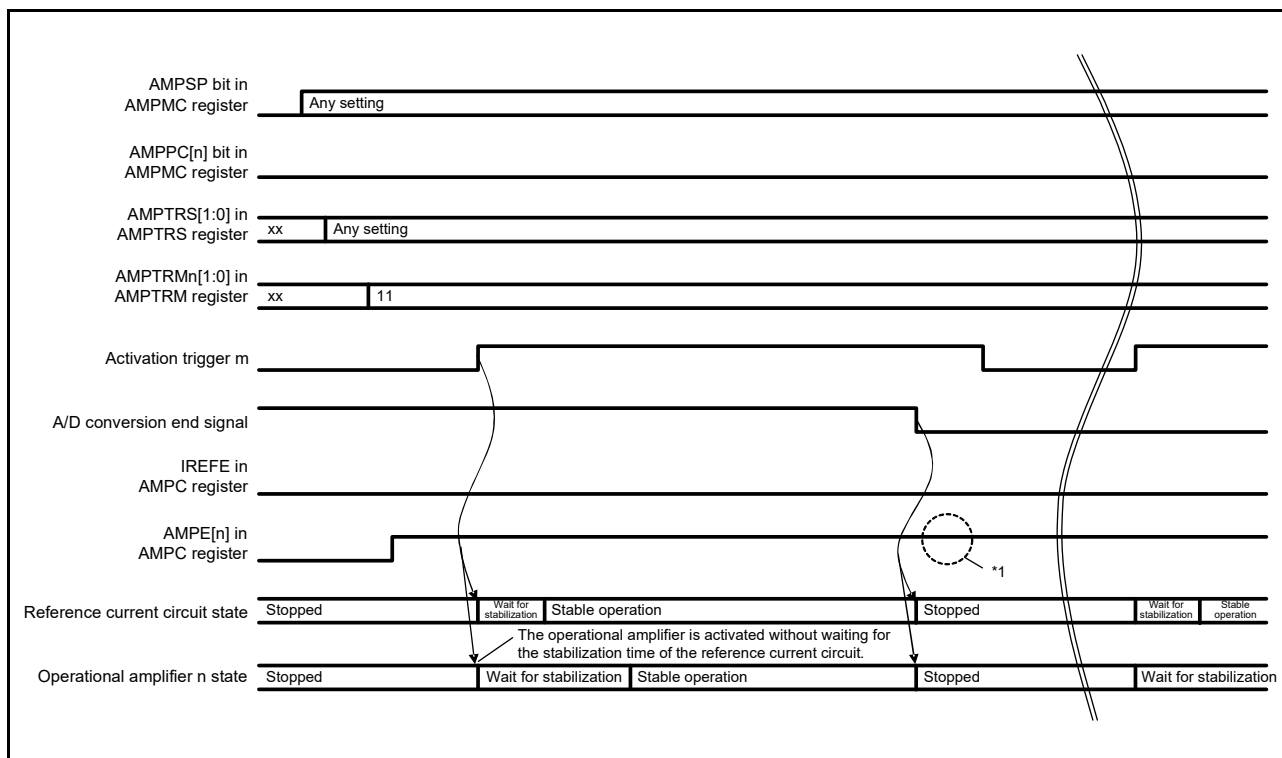 AMPSP bit in
AMPMC register
Any setting
AMPPC[n] bit in
AMPMC register
AMPTRS[1:0] in
AMPTRS register
xx
Any setting
AMPTRMn[1:0] in
AMPTRM register
xx
11
Activation trigger m
A/D conversion end signal
IREFE in
AMPC register
AMPE[n] in
AMPC register
*1
Reference current circuit state
Stopped
Wait for
stabilization
Stable operation
Stopped
Wait for
stabilization
Stable
operation
The operational amplifier is activated without waiting for
the stabilization time of the reference current circuit.
Operational amplifier n state
Stopped
Wait for stabilization
Stable operation
Stopped
Wait for stabilization